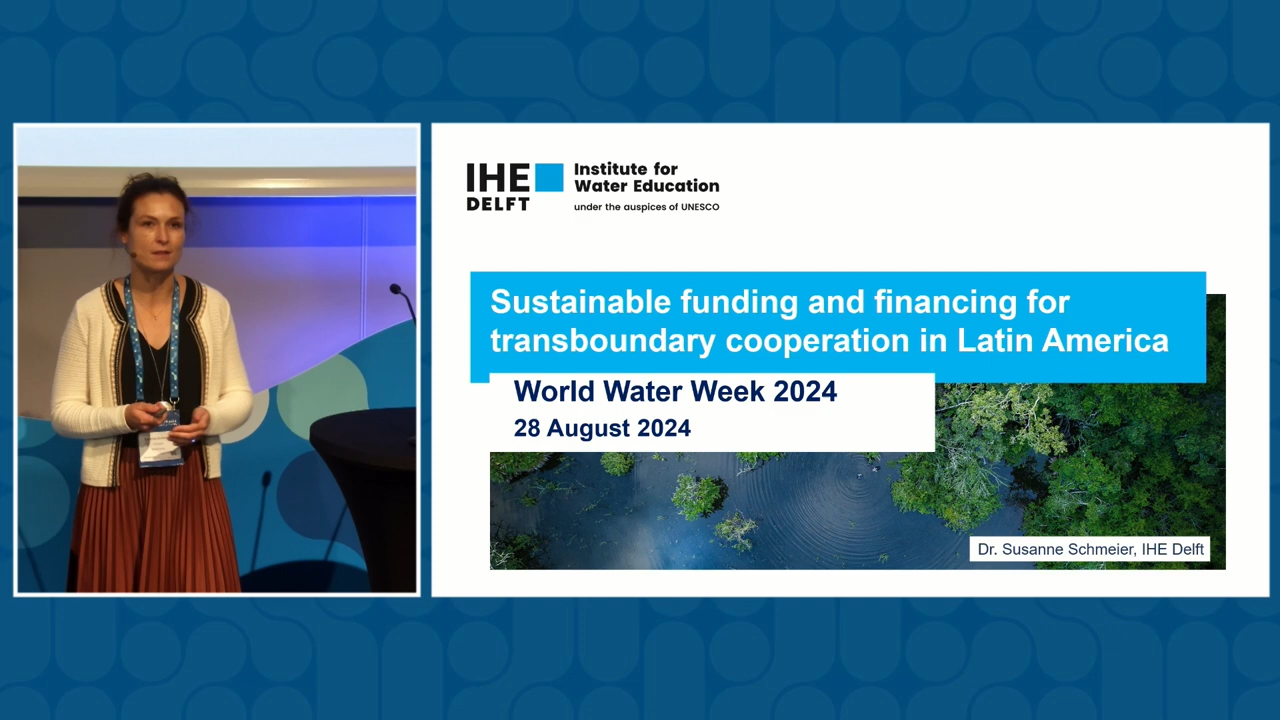 IHE
DELFT
Institute for
Water Education
under the auspices of UNESCO
Sustainable funding and financing for
transboundary cooperation in Latin America
World Water Week 2024
28 August 2024
Dr. Susanne Schmeier, IHE Delft